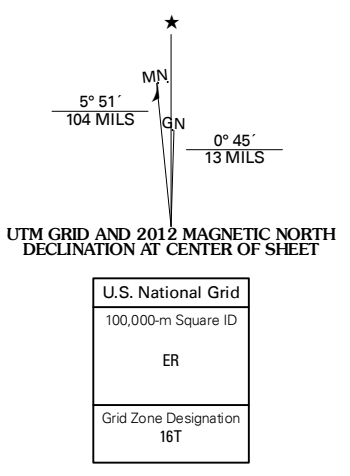 MN
5° 51´
104 MILS
GN
0° 45´
13 MILS
UTM GRID AND 2012 MAGNETIC NORTH
DECLINATION AT CENTER OF SHEET
U.S. National Grid
100,000-m Square ID
ER
Grid Zone Designation
16T